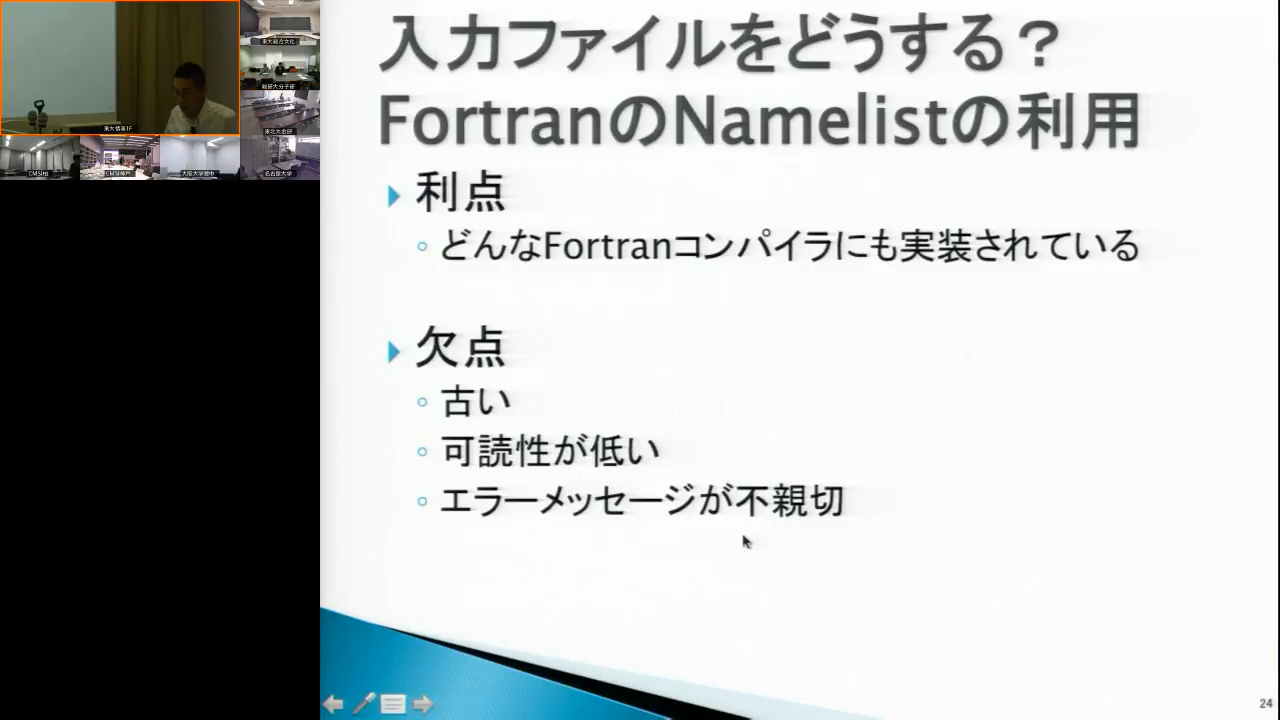 入力ファイルをどうする？
FortranのNamelistの利用
利点
どんなFortranコンパイラにも実装されている
欠点
古い
可読性が低い
エラーメッセージが不親切
24
東大情基1F
CMSI柏
CMSI神戸
大阪大学豊中
名古屋大学
東北大金研